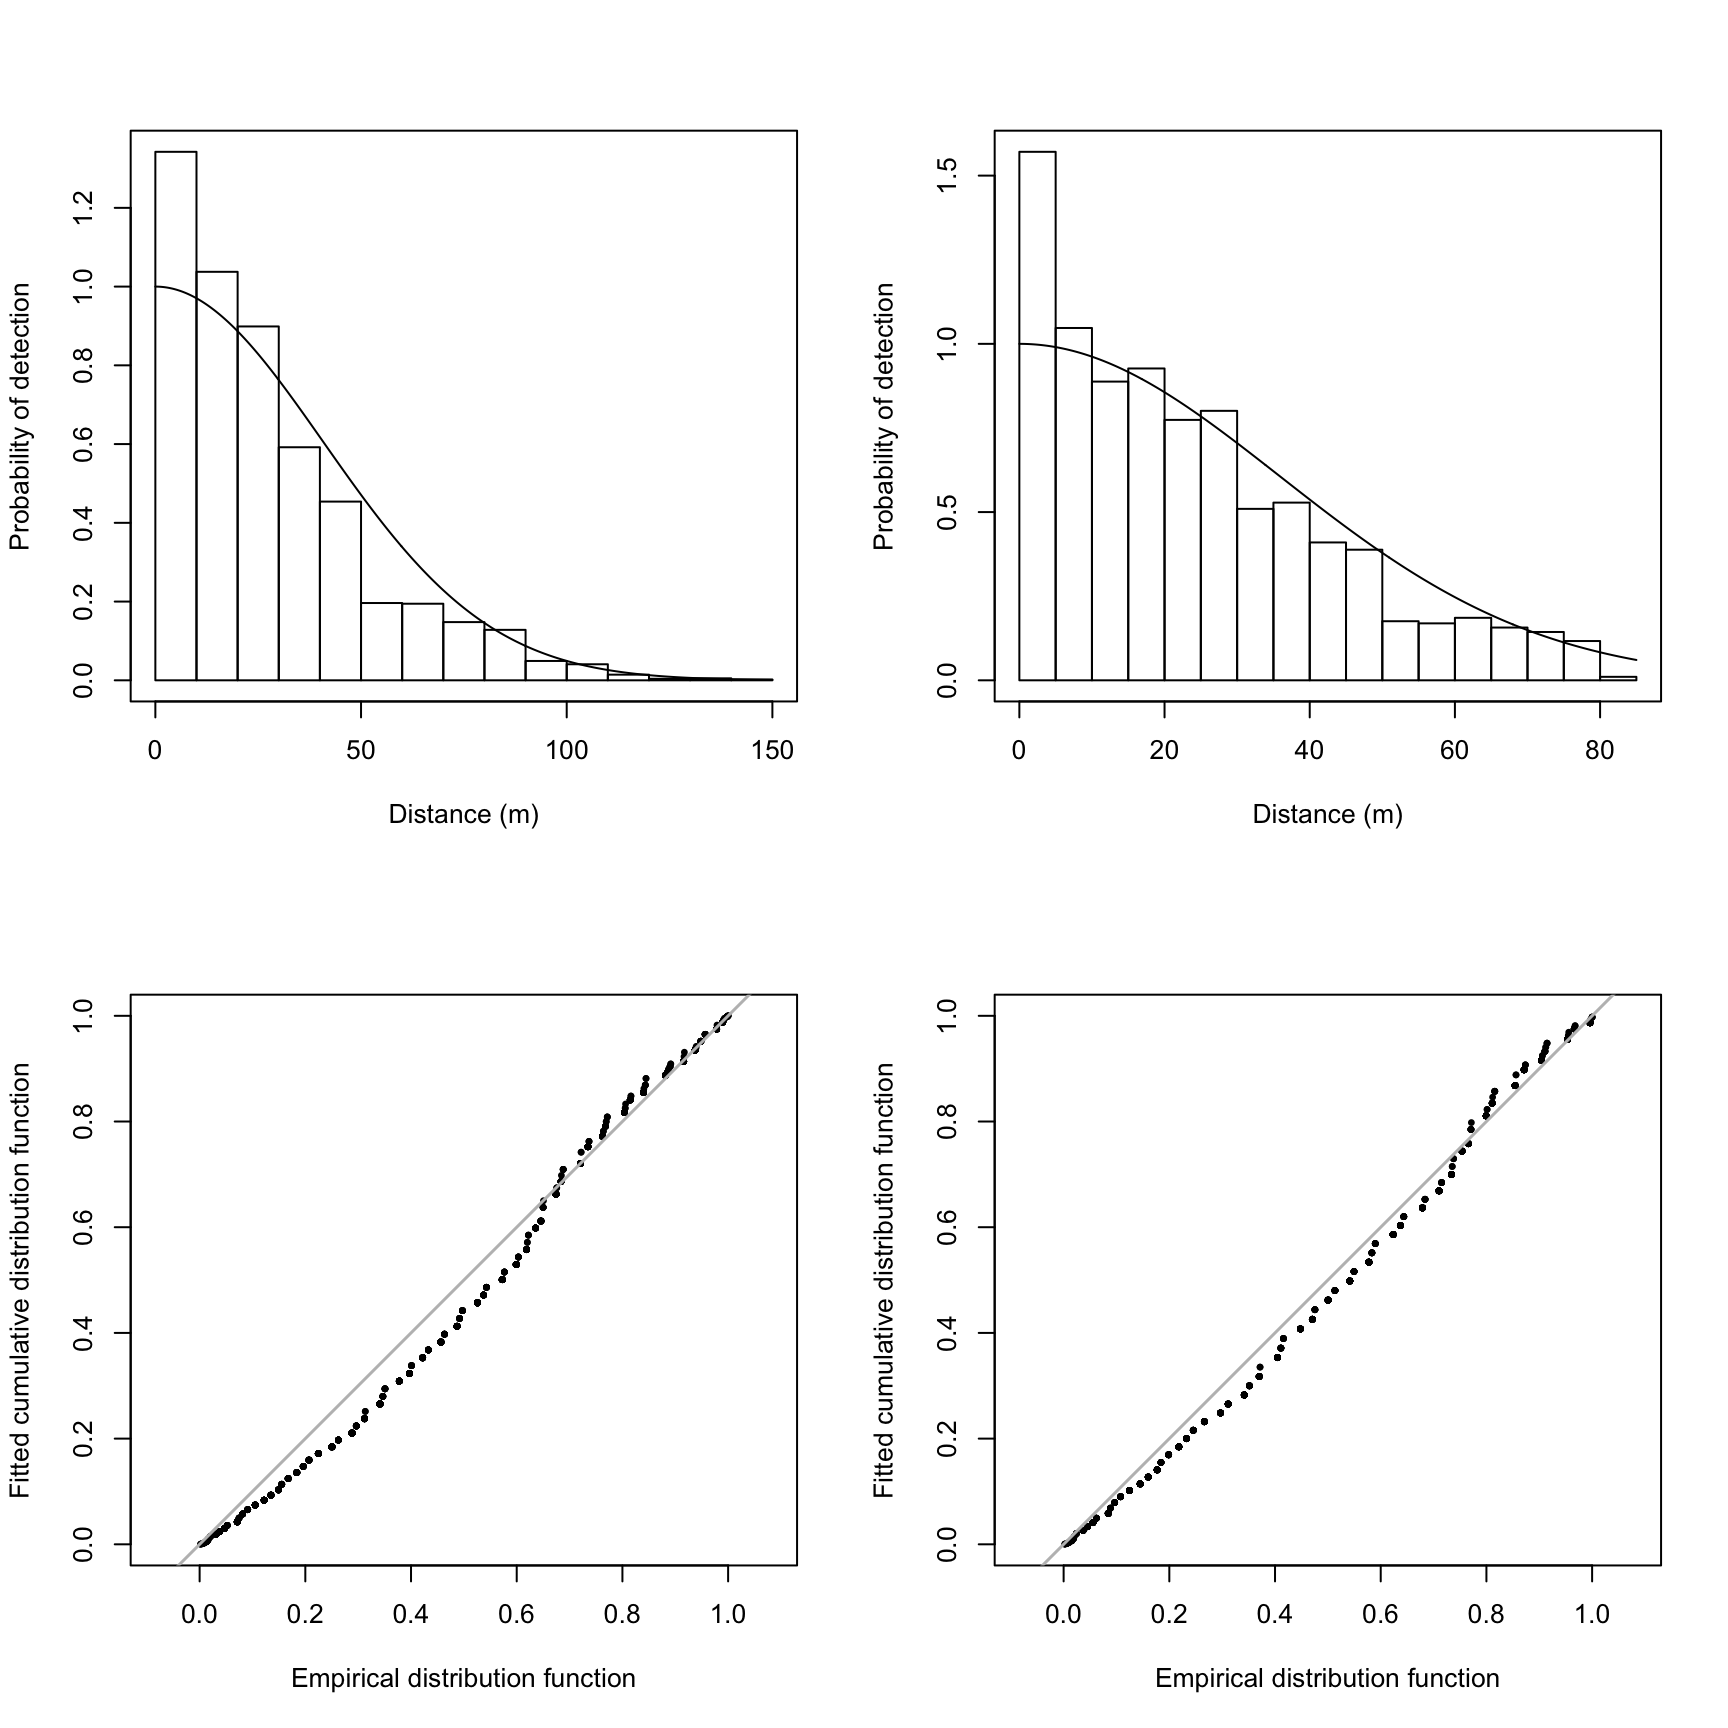 Probability of detection
1.2
1.0
0.8
0.6
0.4
0.2
0.0
0 50 100 150
Distance (m)
Probability of detection
1.5
1.0
0.5
0.0
0 20 40 60 80
Distance (m)
Fitted cumulative distribution function
1.0
0.8
0.6
0.4
0.2
0.0
0.0 0.2 0.4 0.6 0.8 1.0
Empirical distribution function
Fitted cumulative distribution function
1.0
0.8
0.6
0.4
0.2
0.0
0.0 0.2 0.4 0.6 0.8 1.0
Empirical distribution function